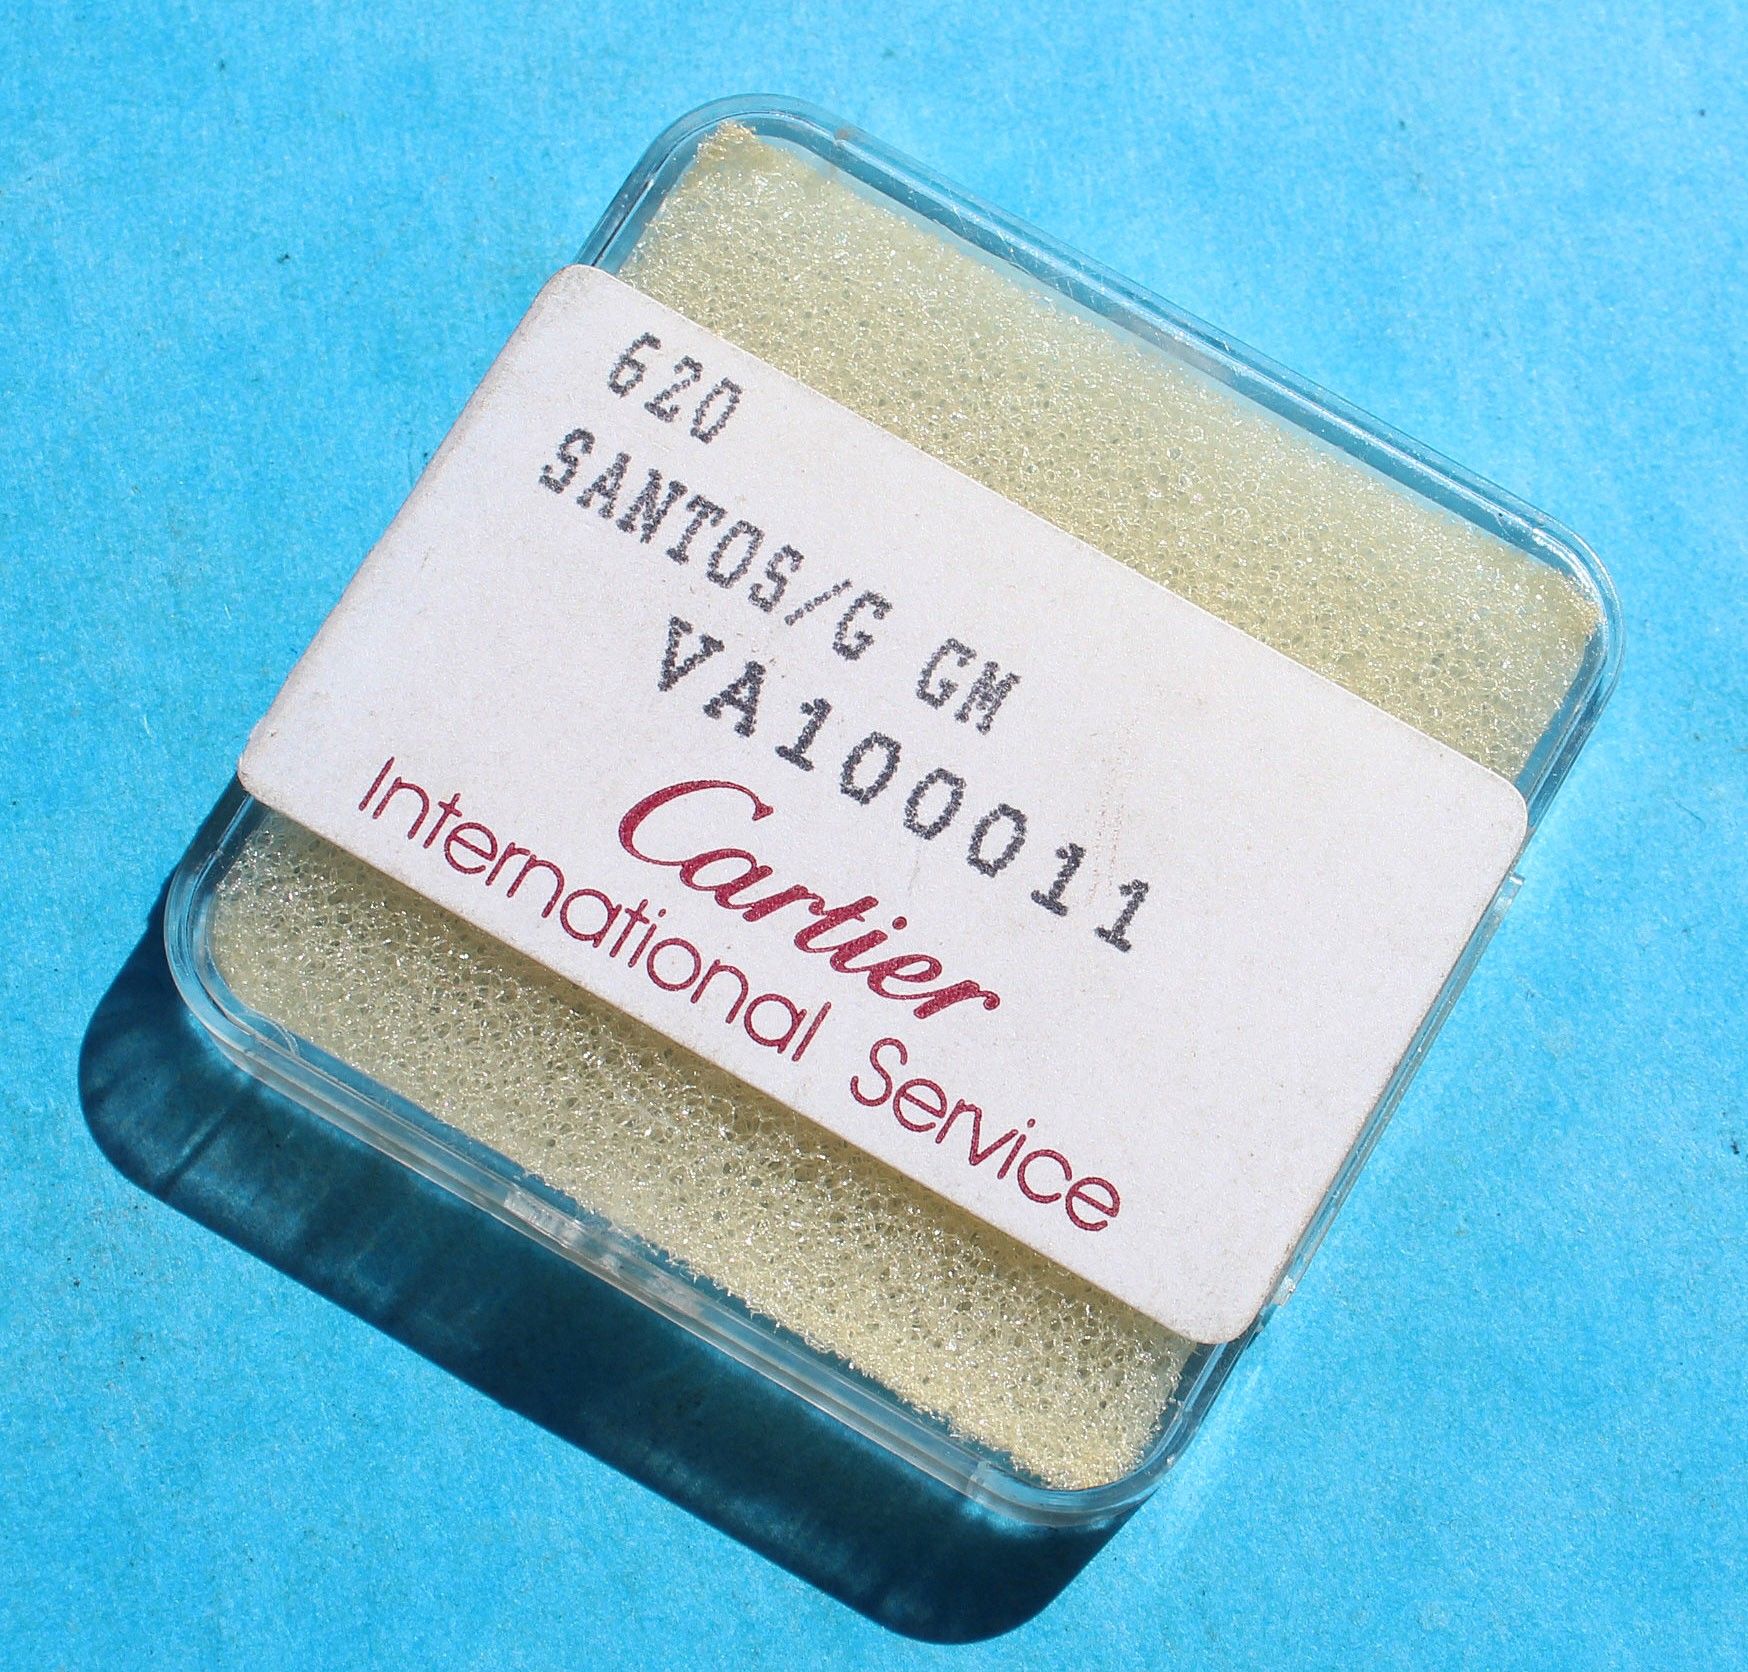 620
SANTOS/G GM
VA100011
Cartier
International Service